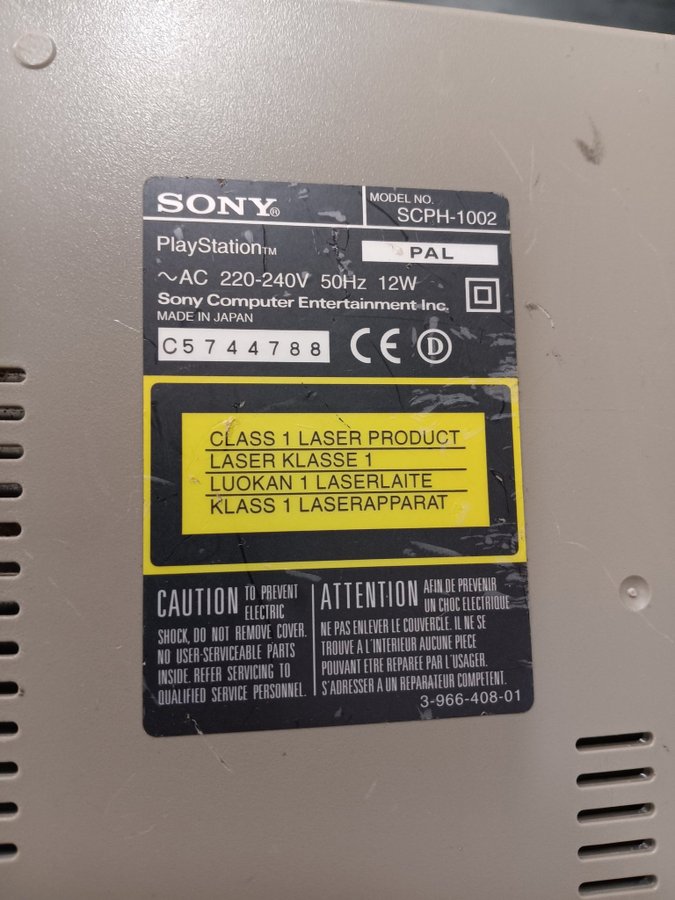 SONY®
MODEL NO.
SCPH-1002
PlayStation™
PAL
~AC 220-240V 50Hz 12W
Sony Computer Entertainment Inc.
MADE IN JAPAN
C5744788 CE D
CLASS 1 LASER PRODUCT
LASER KLASSE 1
LUOKAN 1 LASERLAITE
KLASS 1 LASERAPPARAT
CAUTION TO PREVENT
ELECTRIC
SHOCK, DO NOT REMOVE COVER.
NO USER-SERVICEABLE PARTS
INSIDE. REFER SERVICING TO
QUALIFIED SERVICE PERSONNEL.
ATTENTION AFIN DE PREVENIR
UN CHOC ELECTRIQUE
NE PAS ENLEVER LE COUVERCLE. IL NE SE
TROUVE A L'INTERIEUR AUCUNE PIECE
POUVANT ETRE REPAREE PAR L'USAGER.
S'ADRESSER A UN REPARATEUR COMPETENT.
3-966-408-01